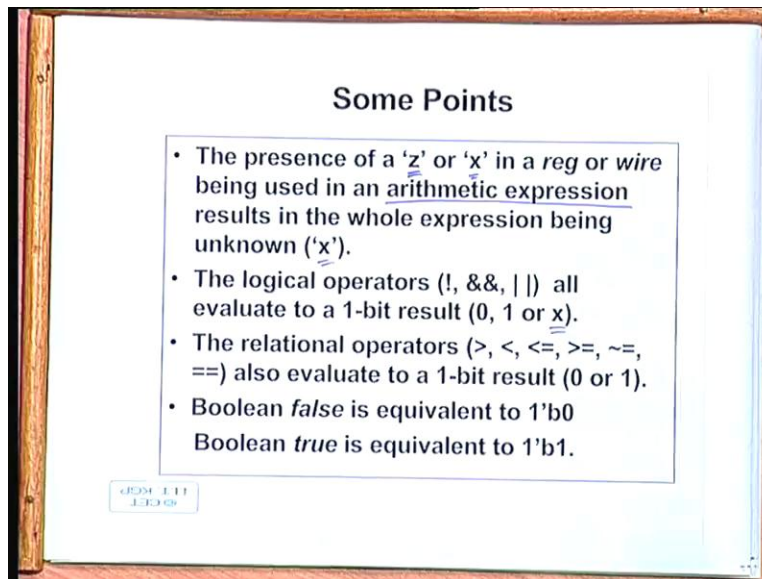 Some Points
• The presence of a ‘z’ or ‘x’ in a reg or wire
being used in an arithmetic expression
results in the whole expression being
unknown (‘x’).
• The logical operators (!, &&, | |) all
evaluate to a 1-bit result (0, 1 or x).
• The relational operators (>, <, <=, >=, ~=,
==) also evaluate to a 1-bit result (0 or 1).
• Boolean false is equivalent to 1’b0
Boolean true is equivalent to 1’b1.
© CET
I.I.T. KGP